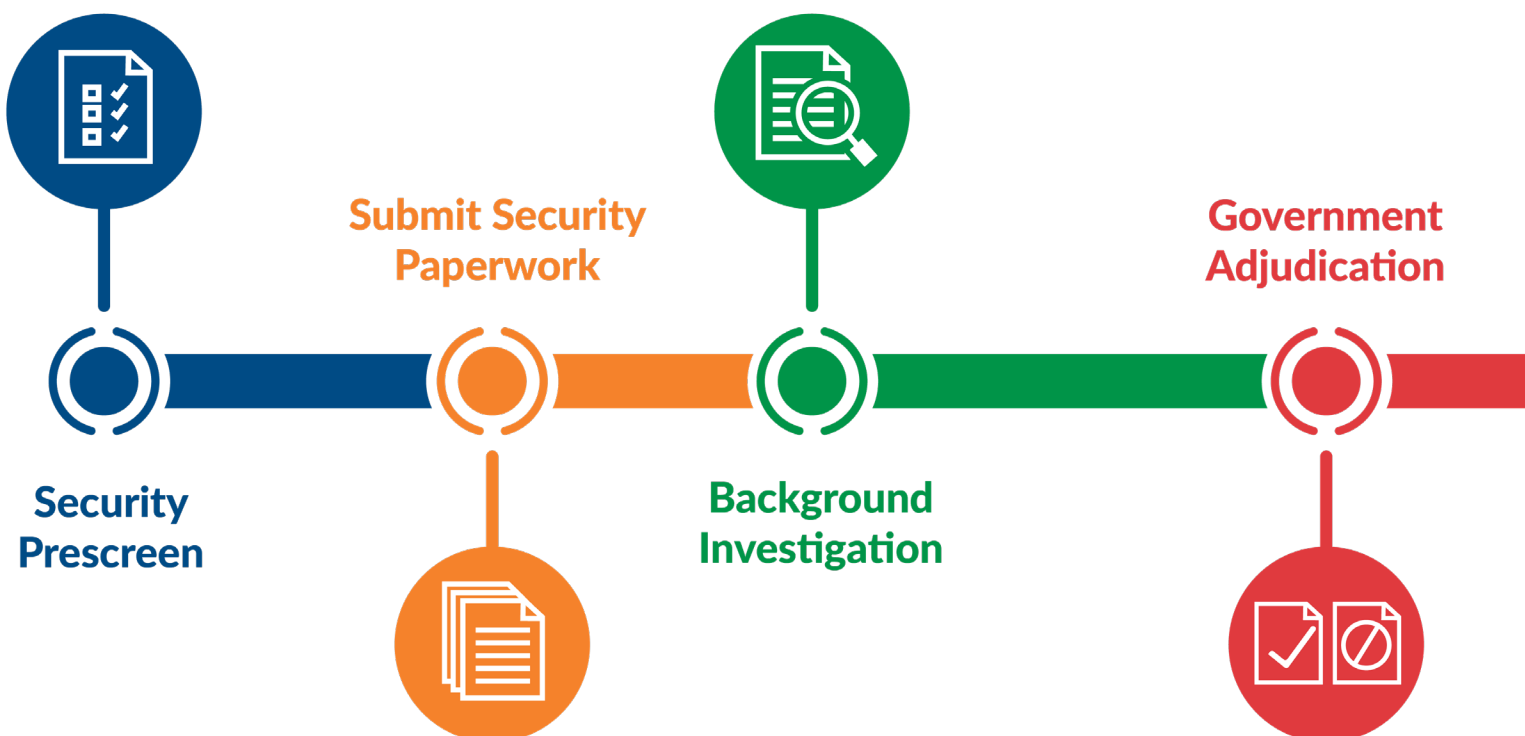 Security
Prescreen
Submit Security
Paperwork
Background
Investigation
Government
Adjudication